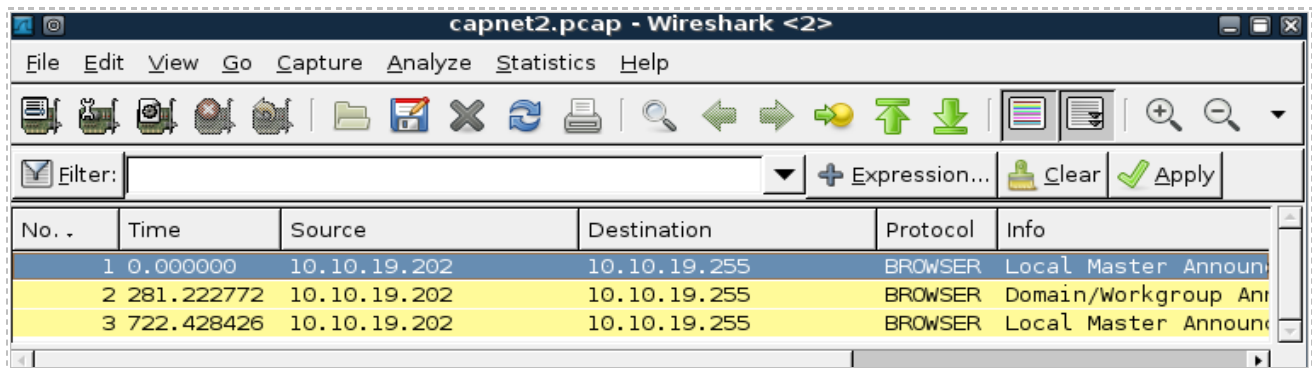 capnet2.pcap - Wireshark <2>
File Edit View Go Capture Analyze Statistics Help
Filter: Expression... Clear Apply
No. . Time Source Destination Protocol Info
1 0.000000 10.10.19.202 10.10.19.255 BROWSER Local Master Announ
2 281.222772 10.10.19.202 10.10.19.255 BROWSER Domain/Workgroup Ann
3 722.428426 10.10.19.202 10.10.19.255 BROWSER Local Master Announ